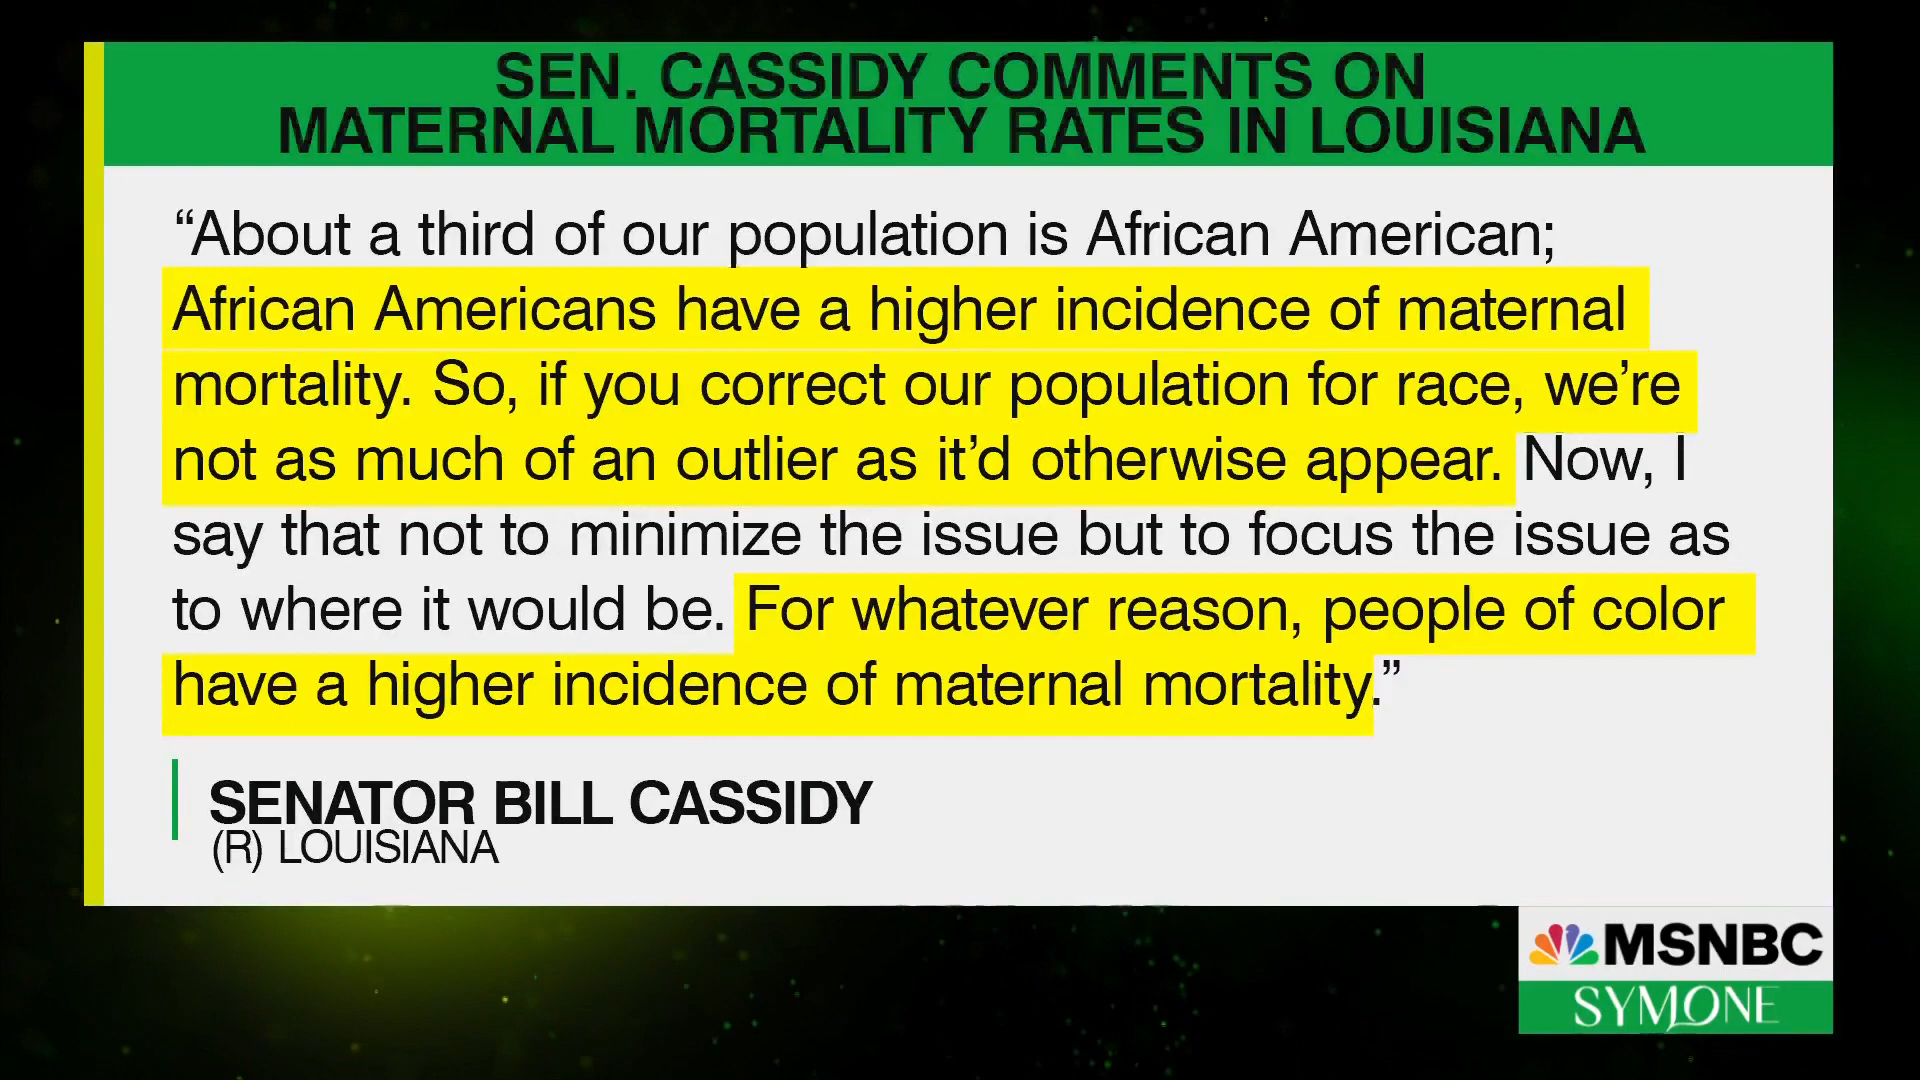 SEN. CASSIDY COMMENTS ON
MATERNAL MORTALITY RATES IN LOUISIANA
“About a third of our population is African American;
African Americans have a higher incidence of maternal
mortality. So, if you correct our population for race, we’re
not as much of an outlier as it’d otherwise appear. Now, I
say that not to minimize the issue but to focus the issue as
to where it would be. For whatever reason, people of color
have a higher incidence of maternal mortality.”
SENATOR BILL CASSIDY
(R) LOUISIANA
MSNBC
SYMONE